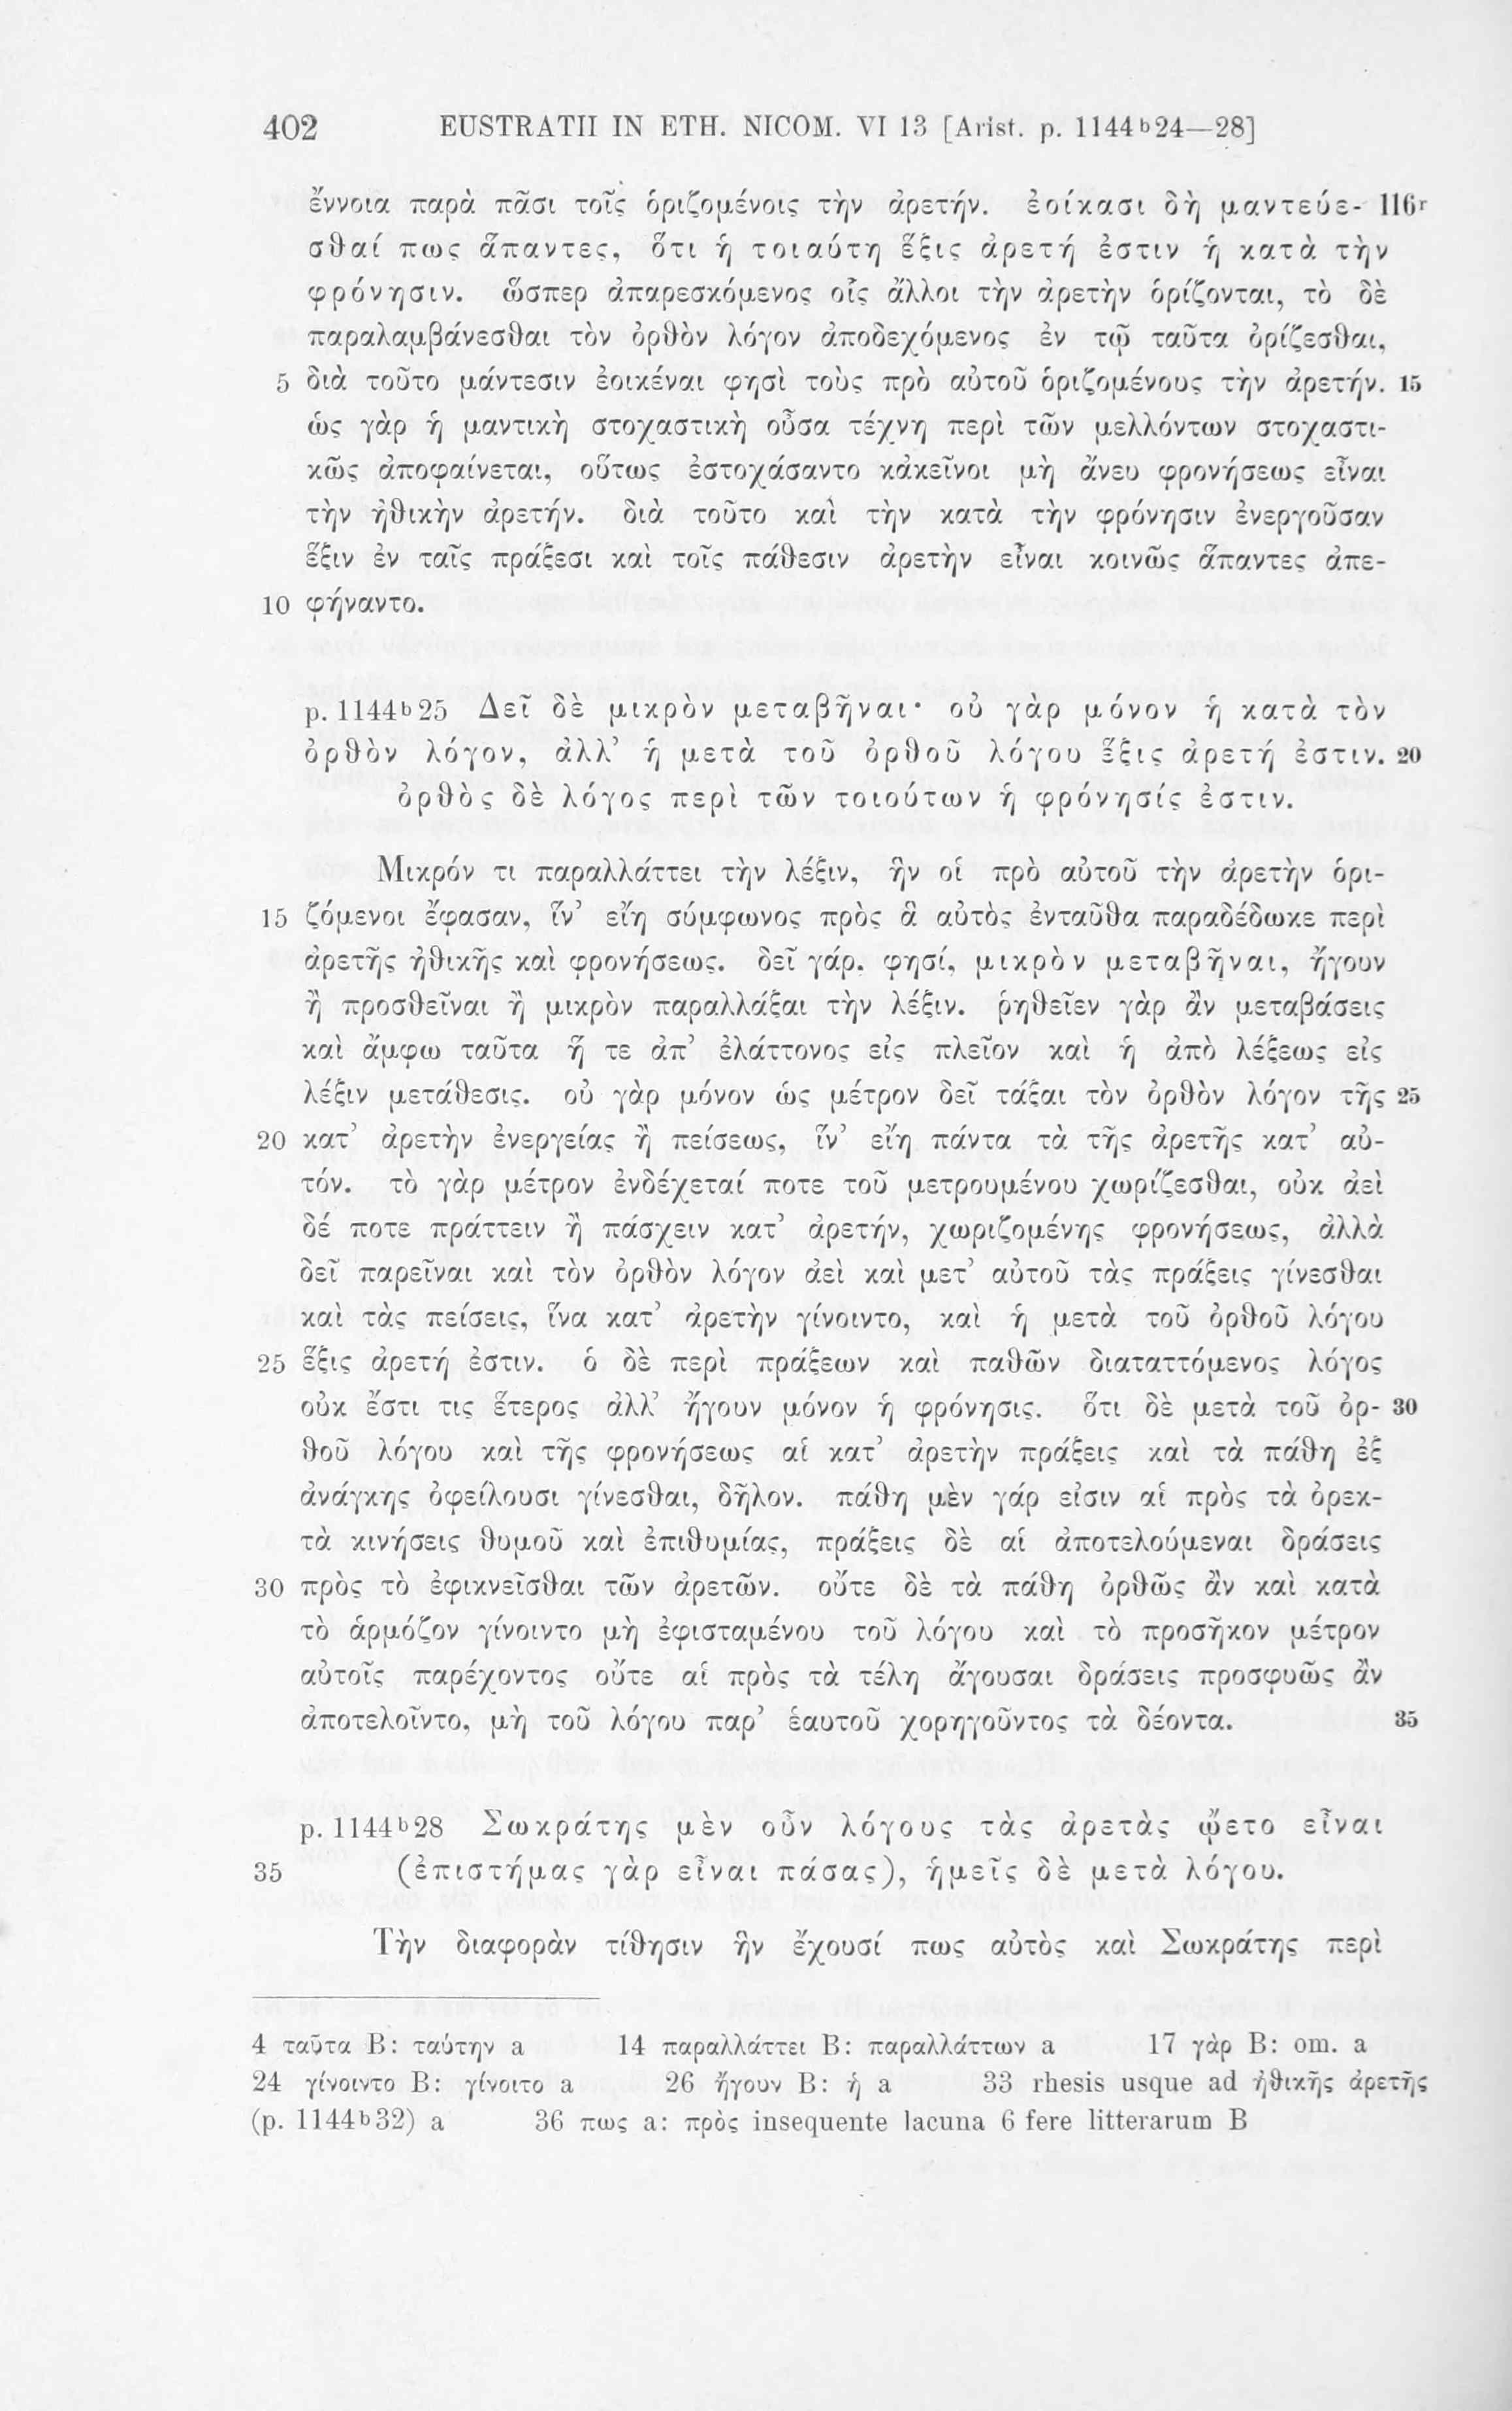 402 EUSTRATII IN ETH. NICOM. VI 13 [Arist. p. 1144b24—28]
ἔννοια παρὰ πᾶσι τοῖς ὁριζομένοις τὴν ἀρετήν. ἐοίκασι δὴ μαντεύε- 116r
σθαί πως ἅπαντες, ὅτι ἡ τοιαύτη ἕξις ἀρετή ἐστιν ἡ κατὰ τὴν
φρόνησιν. ὥσπερ ἀπαρεσκόμενος οἷς ἄλλοι τὴν ἀρετὴν ὁρίζονται, τὸ δὲ
παραλαμβάνεσθαι τὸν ὀρθὸν λόγον ἀποδεχόμενος ἐν τῷ ταῦτα ὁρίζεσθαι,
5 διὰ τοῦτο μάντεσιν ἐοικέναι φησὶ τοὺς πρὸ αὐτοῦ ὁριζομένους τὴν ἀρετήν. 15
ὡς γὰρ ἡ μαντικὴ στοχαστικὴ οὖσα τέχνη περὶ τῶν μελλόντων στοχαστι-
κῶς ἀποφαίνεται, οὕτως ἐστοχάσαντο κἀκεῖνοι μὴ ἄνευ φρονήσεως εἶναι
τὴν ἠθικὴν ἀρετήν. διὰ τοῦτο καὶ τὴν κατὰ τὴν φρόνησιν ἐνεργοῦσαν
ἕξιν ἐν ταῖς πράξεσι καὶ τοῖς πάθεσιν ἀρετὴν εἶναι κοινῶς ἅπαντες ἀπε-
10 φήναντο.
p. 1144b25 Δεῖ δὲ μικρὸν μεταβῆναι· οὐ γὰρ μόνον ἡ κατὰ τὸν
ὀρθὸν λόγον, ἀλλ’ ἡ μετὰ τοῦ ὀρθοῦ λόγου ἕξις ἀρετή ἐστιν. 20
ὀρθὸς δὲ λόγος περὶ τῶν τοιούτων ἡ φρόνησίς ἐστιν.
Μικρόν τι παραλλάττει τὴν λέξιν, ἣν οἱ πρὸ αὐτοῦ τὴν ἀρετὴν ὁρι-
15 ζόμενοι ἔφασαν, ἵν’ εἴη σύμφωνος πρὸς ἃ αὐτὸς ἐνταῦθα παραδέδωκε περὶ
ἀρετῆς ἠθικῆς καὶ φρονήσεως. δεῖ γάρ, φησί, μικρὸν μεταβῆναι, ἤγουν
ἢ προσθεῖναι ἢ μικρὸν παραλλάξαι τὴν λέξιν. ῥηθεῖεν γὰρ ἂν μεταβάσεις
καὶ ἄμφω ταῦτα ἥ τε ἀπ’ ἐλάττονος εἰς πλεῖον καὶ ἡ ἀπὸ λέξεως εἰς
λέξιν μετάθεσις. οὐ γὰρ μόνον ὡς μέτρον δεῖ τάξαι τὸν ὀρθὸν λόγον τῆς 25
20 κατ’ ἀρετὴν ἐνεργείας ἢ πείσεως, ἵν’ εἴη πάντα τὰ τῆς ἀρετῆς κατ’ αὐ-
τόν. τὸ γὰρ μέτρον ἐνδέχεταί ποτε τοῦ μετρουμένου χωρίζεσθαι, οὐκ ἀεὶ
δέ ποτε πράττειν ἢ πάσχειν κατ’ ἀρετήν, χωριζομένης φρονήσεως, ἀλλὰ
δεῖ παρεῖναι καὶ τὸν ὀρθὸν λόγον ἀεὶ καὶ μετ’ αὐτοῦ τὰς πράξεις γίνεσθαι
καὶ τὰς πείσεις, ἵνα κατ’ ἀρετὴν γίνοιντο, καὶ ἡ μετὰ τοῦ ὀρθοῦ λόγου
25 ἕξις ἀρετή ἐστιν. ὁ δὲ περὶ πράξεων καὶ παθῶν διαταττόμενος λόγος
οὐκ ἔστι τις ἕτερος ἀλλ’ ἤγουν μόνον ἡ φρόνησις. ὅτι δὲ μετὰ τοῦ ὀρ- 30
θοῦ λόγου καὶ τῆς φρονήσεως αἱ κατ’ ἀρετὴν πράξεις καὶ τὰ πάθη ἐξ
ἀνάγκης ὀφείλουσι γίνεσθαι, δῆλον. πάθη μὲν γάρ εἰσιν αἱ πρὸς τὰ ὀρεκ-
τὰ κινήσεις θυμοῦ καὶ ἐπιθυμίας, πράξεις δὲ αἱ ἀποτελούμεναι δράσεις
30 πρὸς τὸ ἐφικνεῖσθαι τῶν ἀρετῶν. οὔτε δὲ τὰ πάθη ὀρθῶς ἂν καὶ κατὰ
τὸ ἁρμόζον γίνοιντο μὴ ἐφισταμένου τοῦ λόγου καὶ τὸ προσῆκον μέτρον
αὐτοῖς παρέχοντος οὔτε αἱ πρὸς τὰ τέλη ἄγουσαι δράσεις προσφυῶς ἂν
ἀποτελοῖντο, μὴ τοῦ λόγου παρ’ ἑαυτοῦ χορηγοῦντος τὰ δέοντα. 35
p. 1144b28 Σωκράτης μὲν οὖν λόγους τὰς ἀρετὰς ᾤετο εἶναι
35 (ἐπιστήμας γὰρ εἶναι πάσας), ἡμεῖς δὲ μετὰ λόγου.
Τὴν διαφορὰν τίθησιν ἣν ἔχουσί πως αὐτὸς καὶ Σωκράτης περὶ
4 ταῦτα B: ταύτην a 14 παραλλάττει B: παραλλάττων a 17 γὰρ B: om. a
24 γίνοιντο B: γίνοιτο a 26 ἤγουν B: ἡ a 33 rhesis usque ad ἠθικῆς ἀρετῆς
(p. 1144b32) a 36 πως a: πρὸς insequente lacuna 6 fere litterarum B